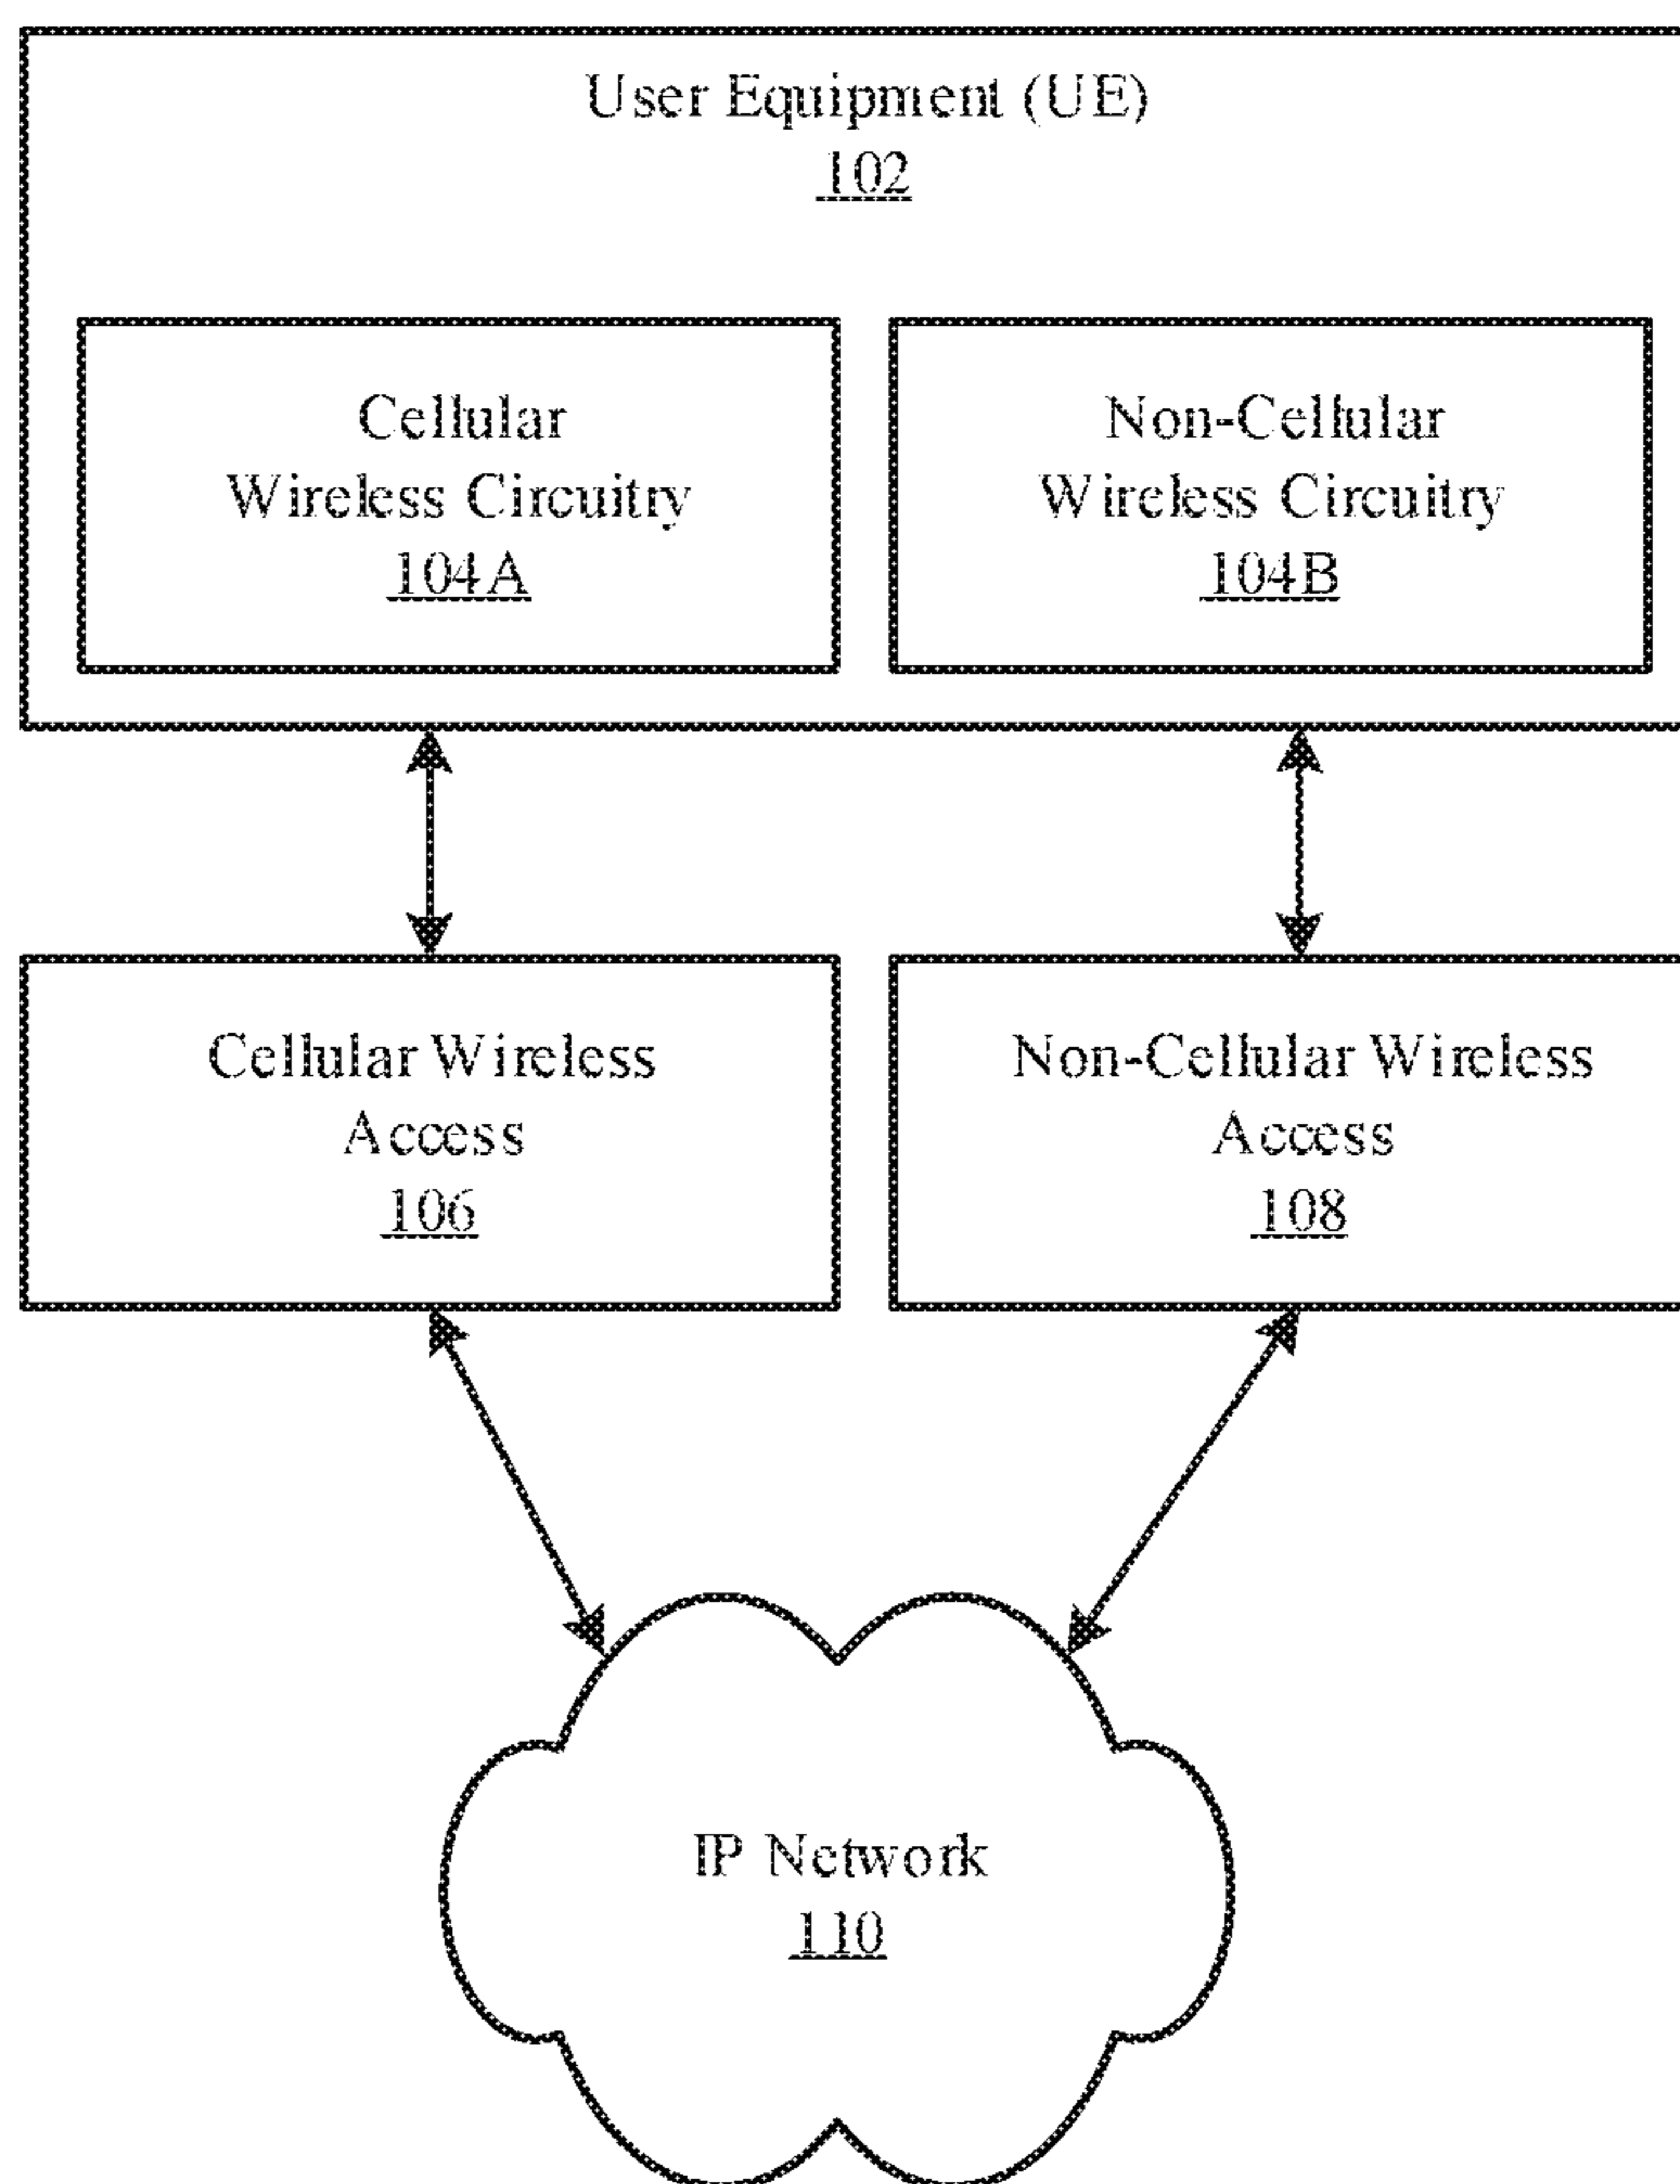 User Equipment (UE)
102
Cellular
Wireless Circuitry
104A
Non-Cellular
Wireless Circuitry
104B
Cellular Wireless
Access
106
Non-Cellular Wireless
Access
108
IP Network
110